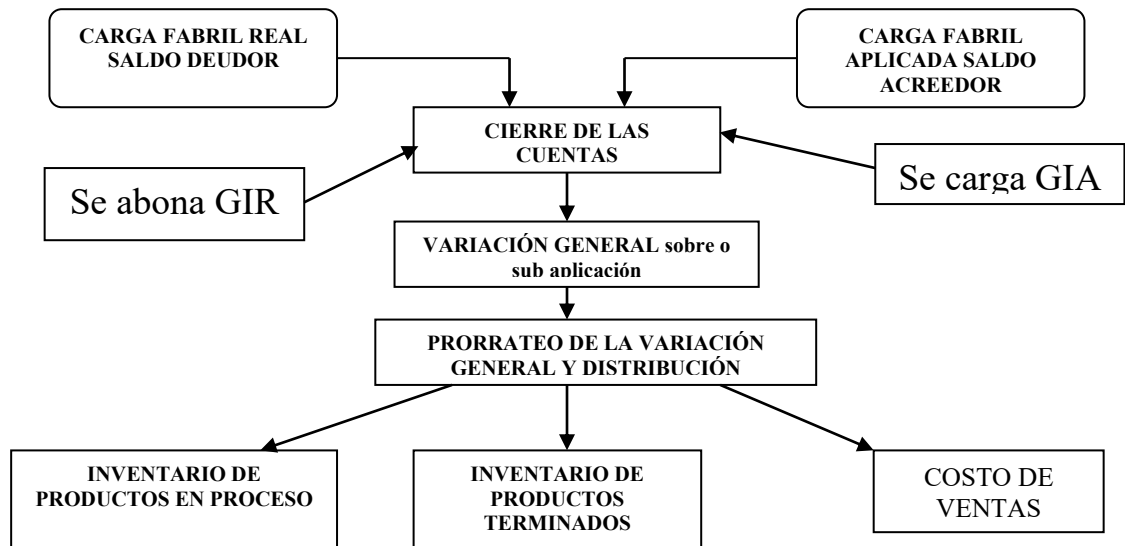 CARGA FABRIL REAL
SALDO DEUDOR
CARGA FABRIL
APLICADA SALDO
ACREEDOR
CIERRE DE LAS
CUENTAS
Se abona GIR
Se carga GIA
VARIACIÓN GENERAL sobre o
sub aplicación
PRORRATEO DE LA VARIACIÓN
GENERAL Y DISTRIBUCIÓN
INVENTARIO DE
PRODUCTOS EN PROCESO
INVENTARIO DE
PRODUCTOS
TERMINADOS
COSTO DE
VENTAS